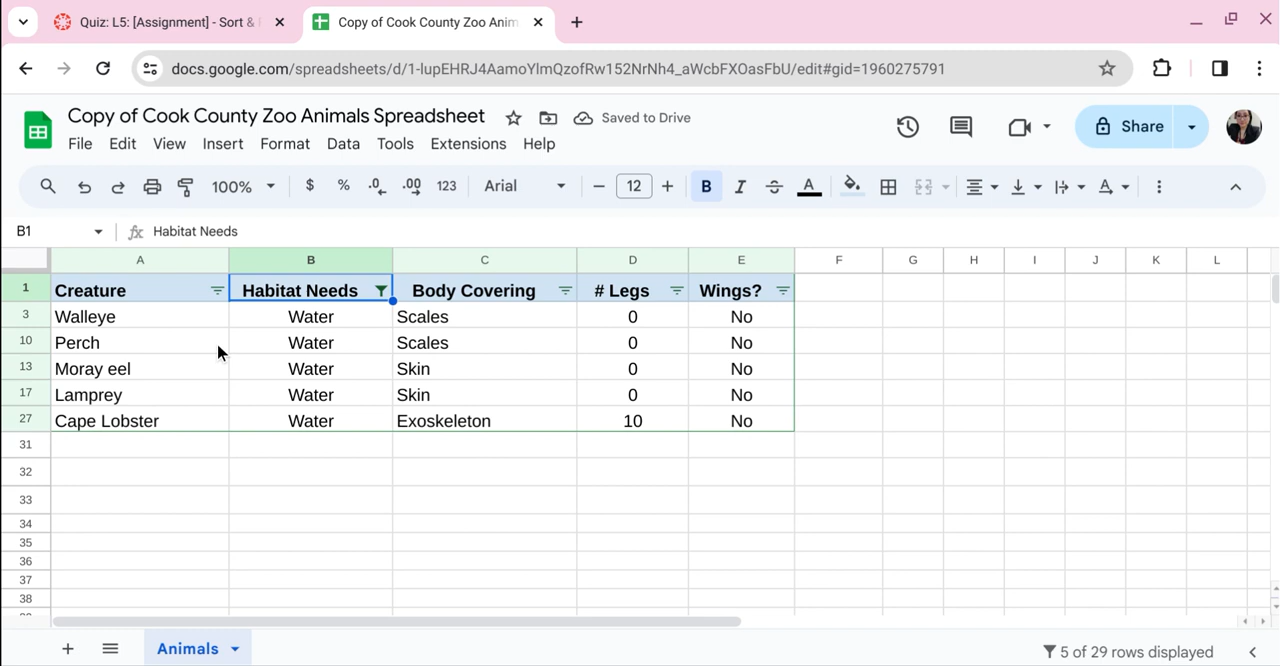 Quiz: L5: [Assignment] - Sort &
Copy of Cook County Zoo Anim
docs.google.com/spreadsheets/d/1-lupEHRJ4AamoYlmQzofRw152NrNh4_aWcbFXOasFbU/edit#gid=1960275791
Copy of Cook County Zoo Animals Spreadsheet
Saved to Drive
File Edit View Insert Format Data Tools Extensions Help
Share
100% $ % .0 .00 123 Arial 12 B I S A A
B1 fx Habitat Needs
A B C D E F G H I J K L
1 Creature Habitat Needs Body Covering # Legs Wings?
3 Walleye Water Scales 0 No
10 Perch Water Scales 0 No
13 Moray eel Water Skin 0 No
17 Lamprey Water Skin 0 No
27 Cape Lobster Water Exoskeleton 10 No
31
32
33
34
35
36
37
38
Animals
5 of 29 rows displayed